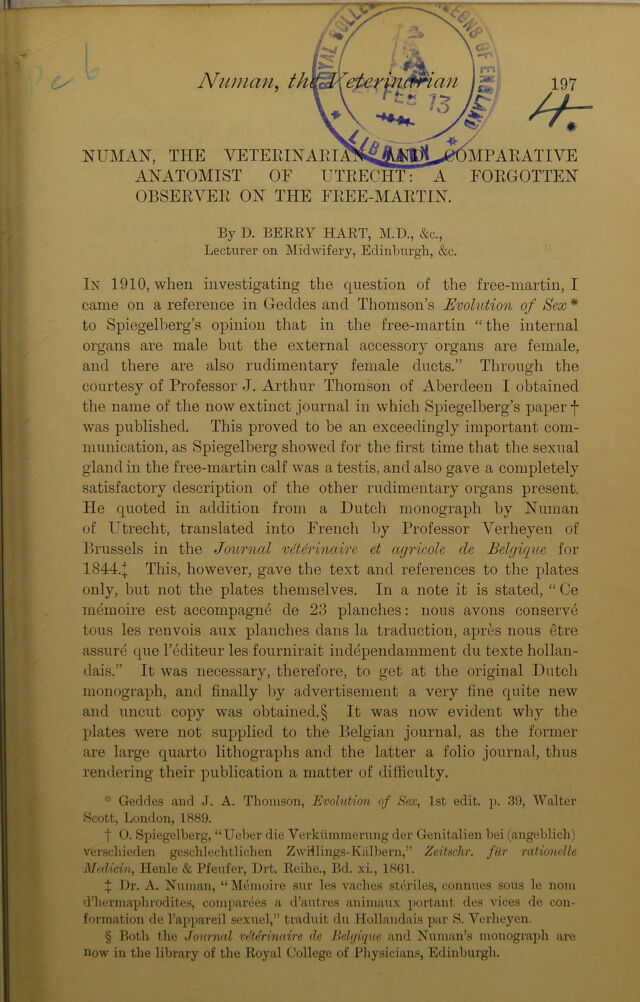 Numan, the Veterinarian 197
4.
ROYAL COLLEGE OF SURGEONS OF ENGLAND
FEB 13
* LIBRARY *
NUMAN, THE VETERINARIAN AND COMPARATIVE
ANATOMIST OF UTRECHT: A FORGOTTEN
OBSERVER ON THE FREE-MARTIN.
By D. BERRY HART, M.D., &c.,
Lecturer on Midwifery, Edinburgh, &c.
In 1910, when investigating the question of the free-martin, I
came on a reference in Geddes and Thomson's Evolution of Sex *
to Spiegelberg's opinion that in the free-martin “the internal
organs are male but the external accessory organs are female,
and there are also rudimentary female ducts.” Through the
courtesy of Professor J. Arthur Thomson of Aberdeen I obtained
the name of the now extinct journal in which Spiegelberg's paper †
was published. This proved to be an exceedingly important com-
munication, as Spiegelberg showed for the first time that the sexual
gland in the free-martin calf was a testis, and also gave a completely
satisfactory description of the other rudimentary organs present.
He quoted in addition from a Dutch monograph by Numan
of Utrecht, translated into French by Professor Verheyen of
Brussels in the Journal vétérinaire et agricole de Belgique for
1844.‡ This, however, gave the text and references to the plates
only, but not the plates themselves. In a note it is stated, “Ce
mémoire est accompagné de 23 planches: nous avons conservé
tous les renvois aux planches dans la traduction, après nous être
assuré que l'éditeur les fournirait indépendamment du texte hollan-
dais.” It was necessary, therefore, to get at the original Dutch
monograph, and finally by advertisement a very fine quite new
and uncut copy was obtained.§ It was now evident why the
plates were not supplied to the Belgian journal, as the former
are large quarto lithographs and the latter a folio journal, thus
rendering their publication a matter of difficulty.
* Geddes and J. A. Thomson, Evolution of Sex, 1st edit. p. 39, Walter
Scott, London, 1889.
† O. Spiegelberg, “Ueber die Verkümmerung der Genitalien bei (angeblich)
verschieden geschlechtlichen Zwillings-Kälbern,” Zeitschr. für rationelle
Medicin, Henle & Pfeufer, Drt. Reihe., Bd. xi., 1861.
‡ Dr. A. Numan, “Mémoire sur les vaches stériles, connues sous le nom
d'hermaphrodites, comparées a d'autres animaux portant des vices de con-
formation de l'appareil sexuel,” traduit du Hollandais par S. Verheyen.
§ Both the Journal vétérinaire de Belgique and Numan's monograph are
now in the library of the Royal College of Physicians, Edinburgh.